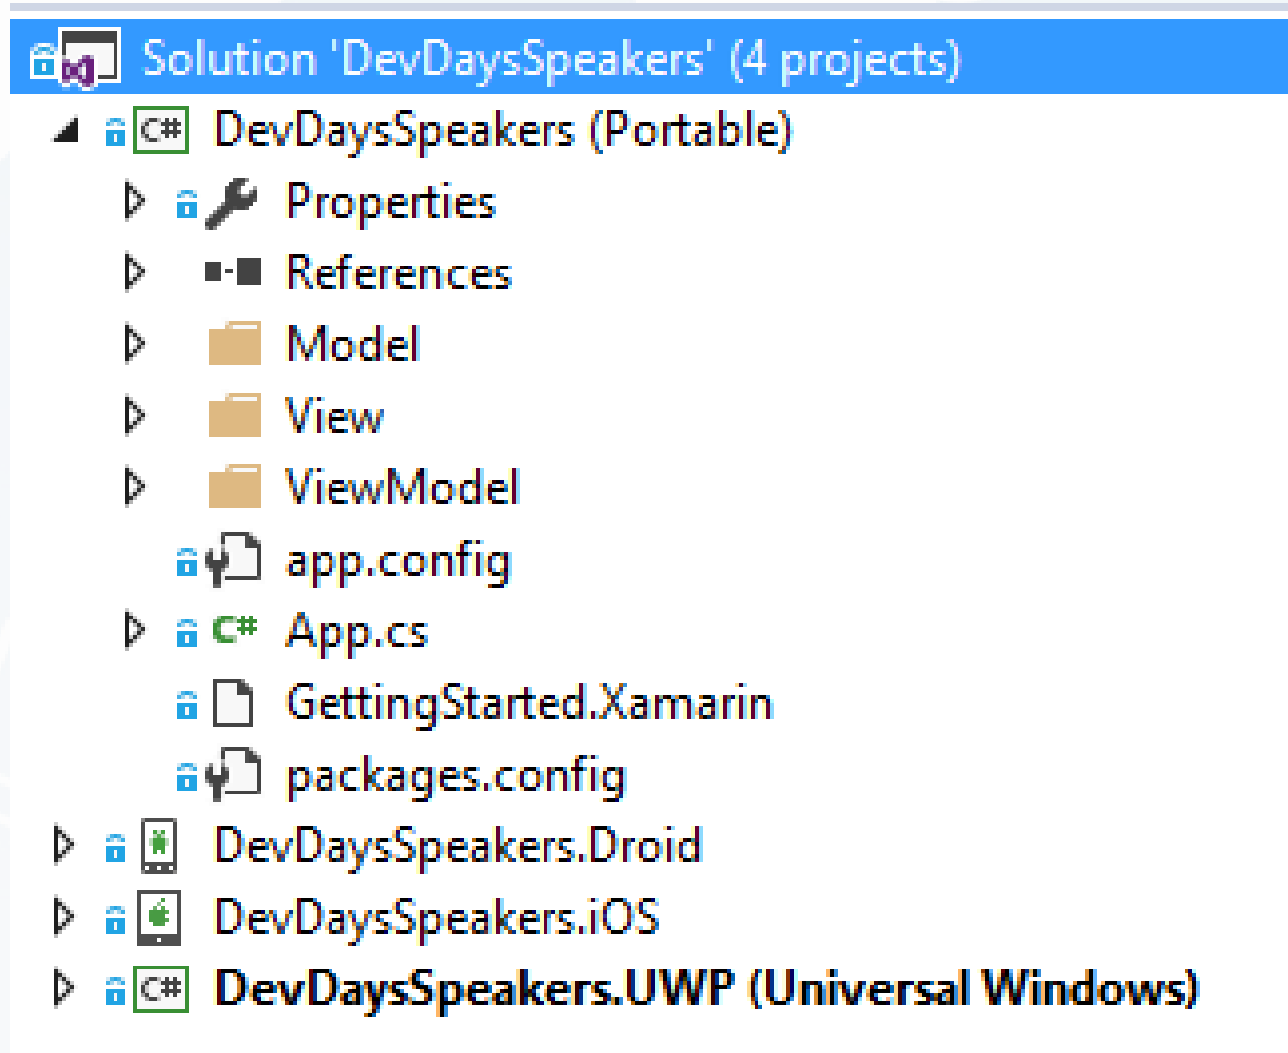 Solution 'DevDaysSpeakers' (4 projects)
C# DevDaysSpeakers (Portable)
Properties
References
Model
View
ViewModel
app.config
C# App.cs
GettingStarted.Xamarin
packages.config
DevDaysSpeakers.Droid
DevDaysSpeakers.iOS
C# DevDaysSpeakers.UWP (Universal Windows)